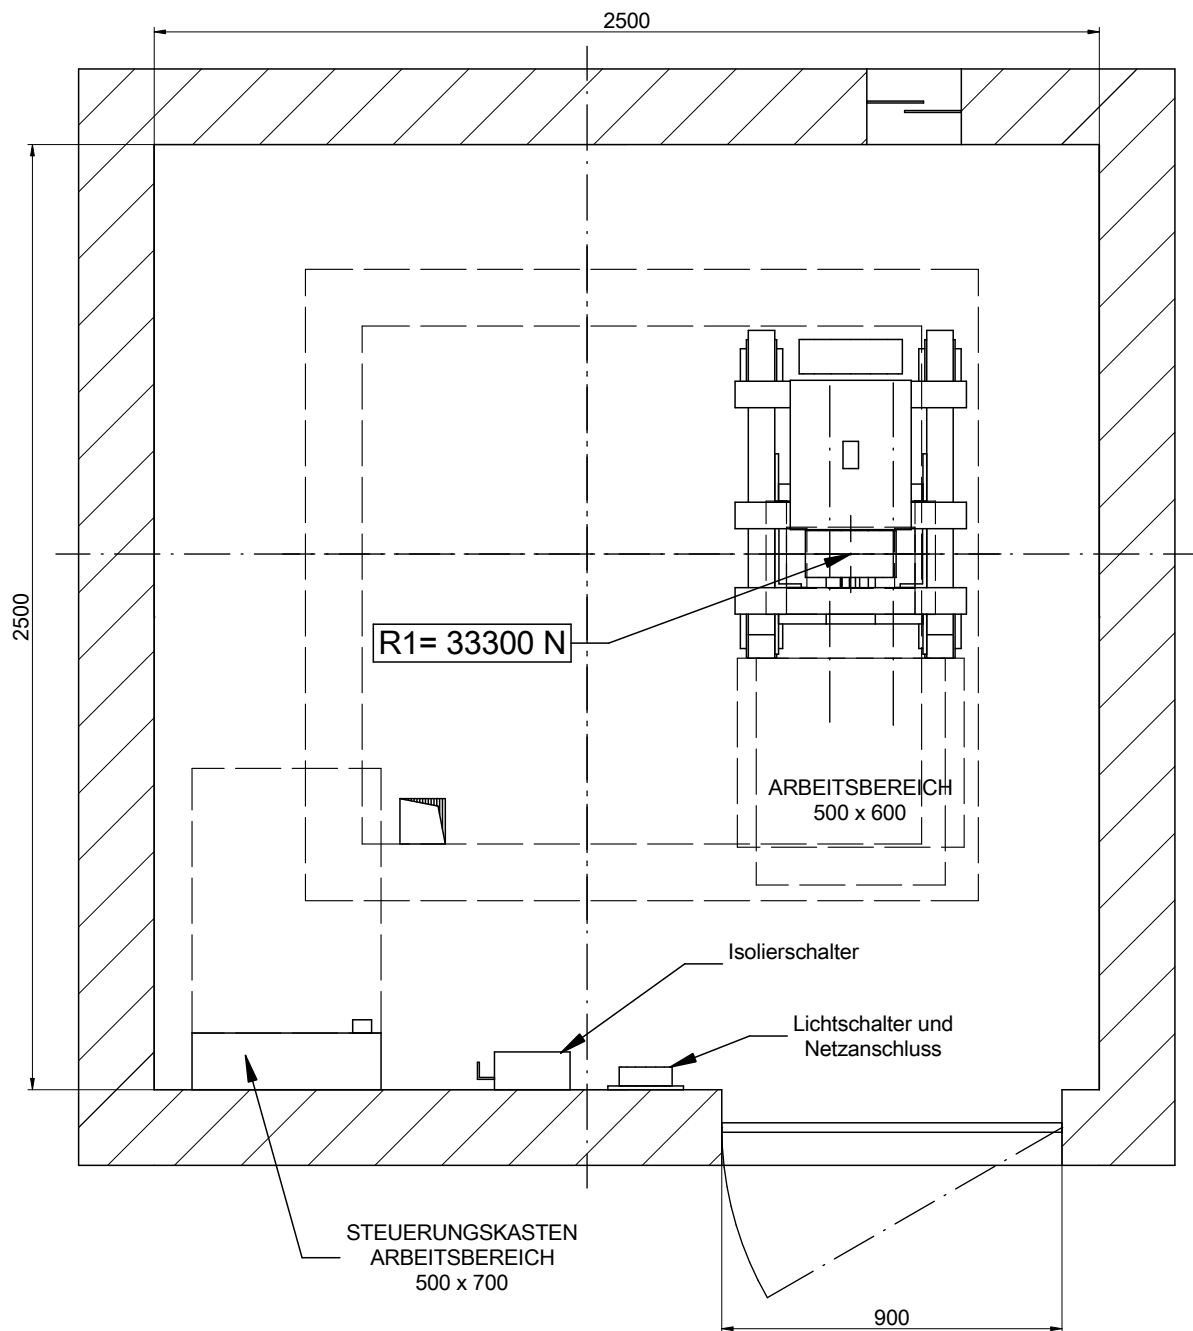 2500
2500
R1= 33300 N
ARBEITSBEREICH
500 x 600
Isolierschalter
Lichtschalter und
Netzanschluss
STEUERUNGSKASTEN
ARBEITSBEREICH
500 x 700
900